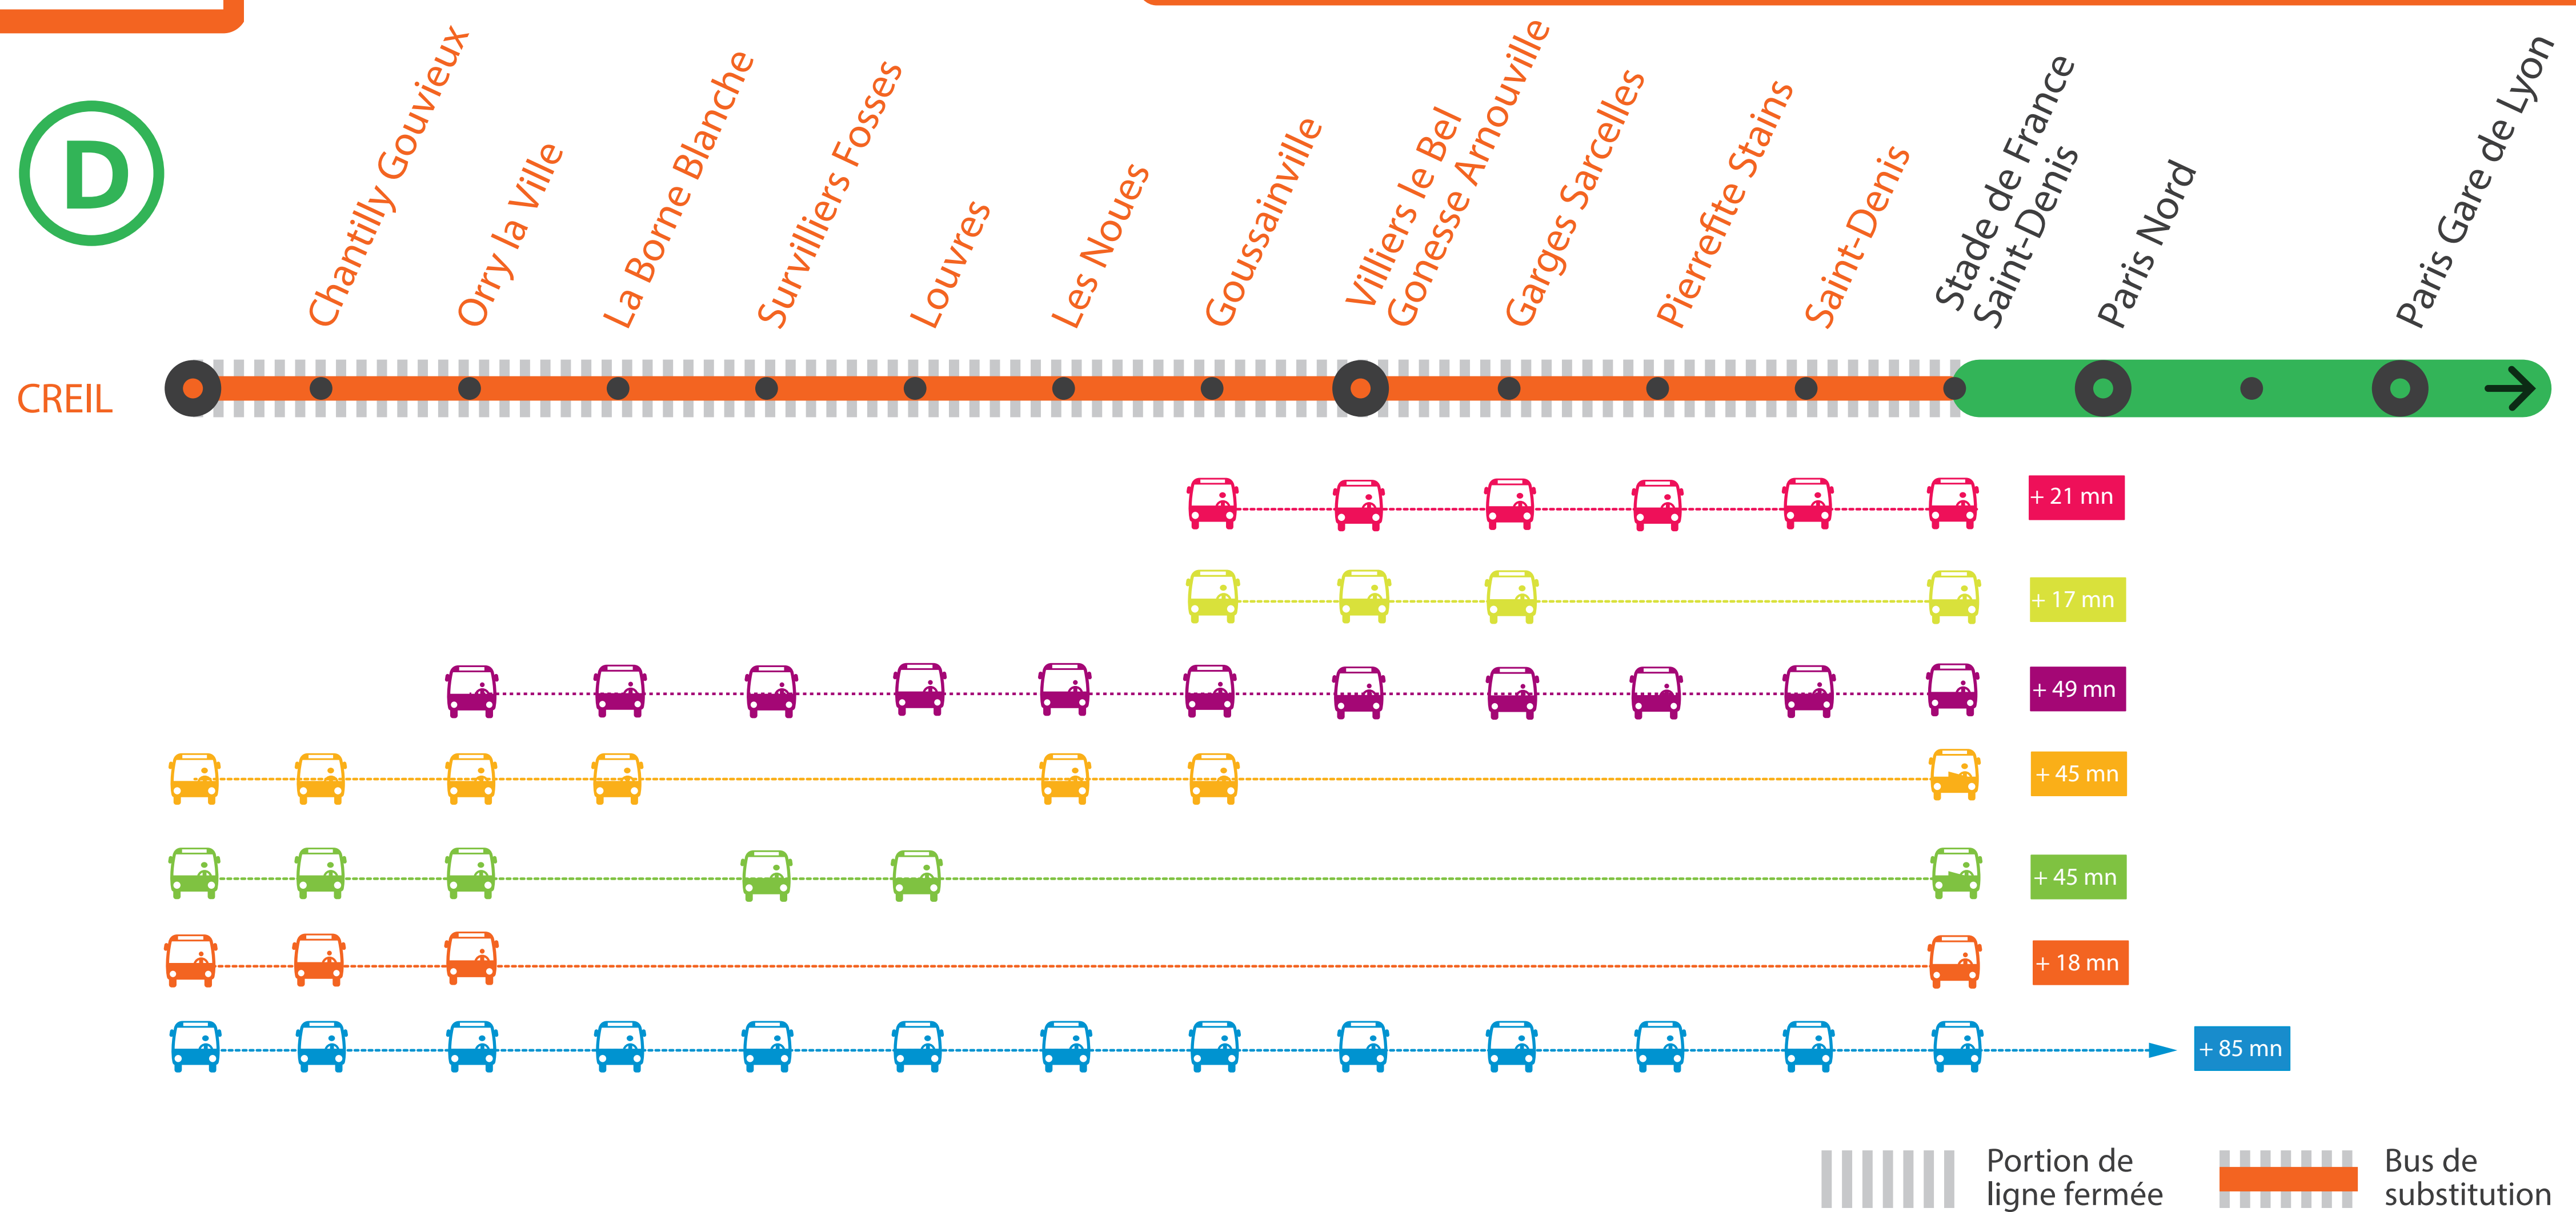 D
Chantilly Gouvieux
Orry la Ville
La Borne Blanche
Survilliers Fosses
Louvres
Les Noues
Goussainville
Villiers le Bel
Gonesse Arnouville
Garges Sarcelles
Pierrefite Stains
Saint-Denis
Stade de France
Saint-Denis
Paris Nord
Paris Gare de Lyon
CREIL
+ 21 mn
+ 17 mn
+ 49 mn
+ 45 mn
+ 45 mn
+ 18 mn
+ 85 mn
Portion de
ligne fermée
Bus de
substitution